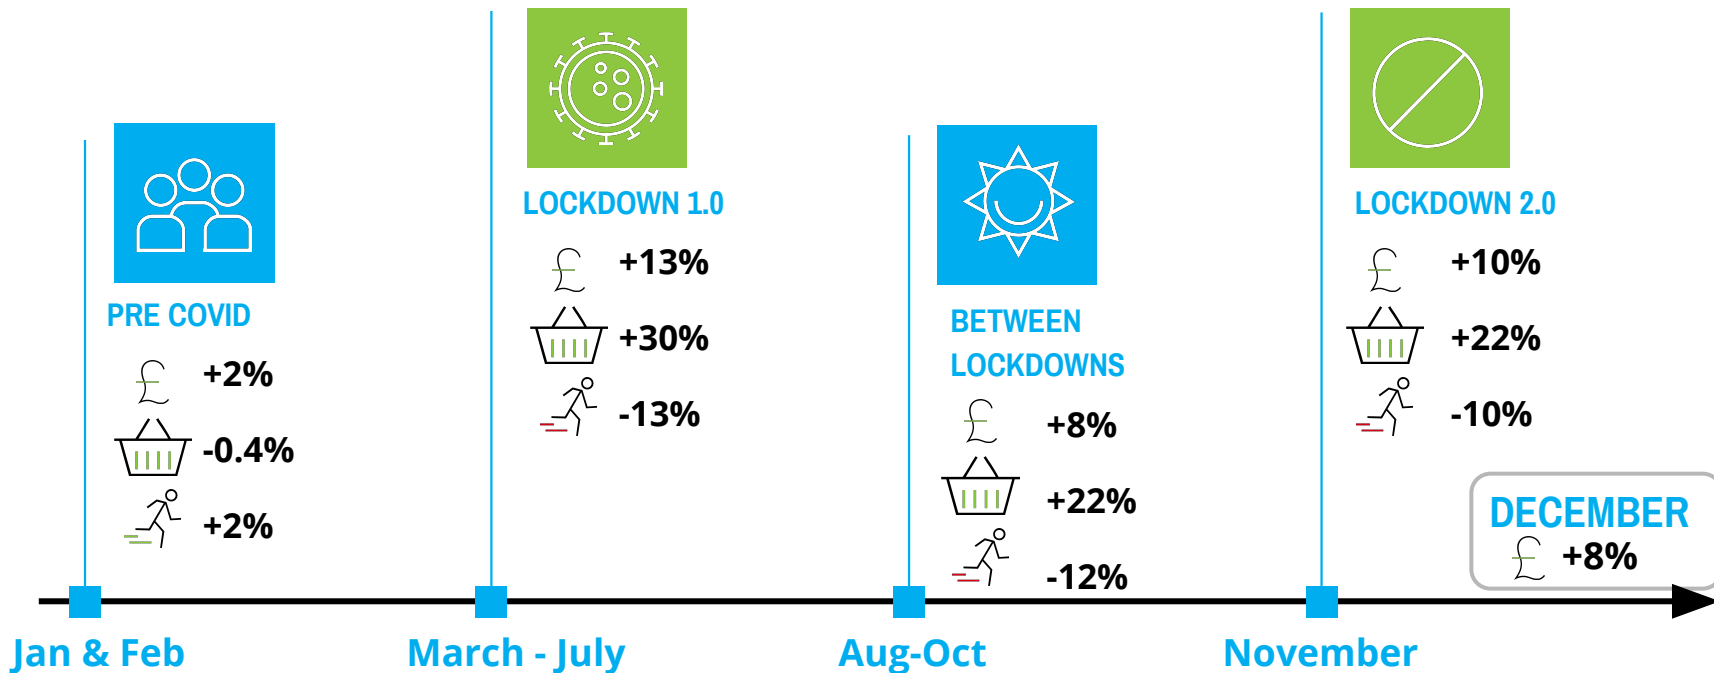 PRE COVID
£ +2%
-0.4%
+2%
Jan & Feb
LOCKDOWN 1.0
£ +13%
+30%
-13%
March - July
BETWEEN
LOCKDOWNS
£ +8%
+22%
-12%
Aug-Oct
LOCKDOWN 2.0
£ +10%
+22%
-10%
November
DECEMBER
£ +8%